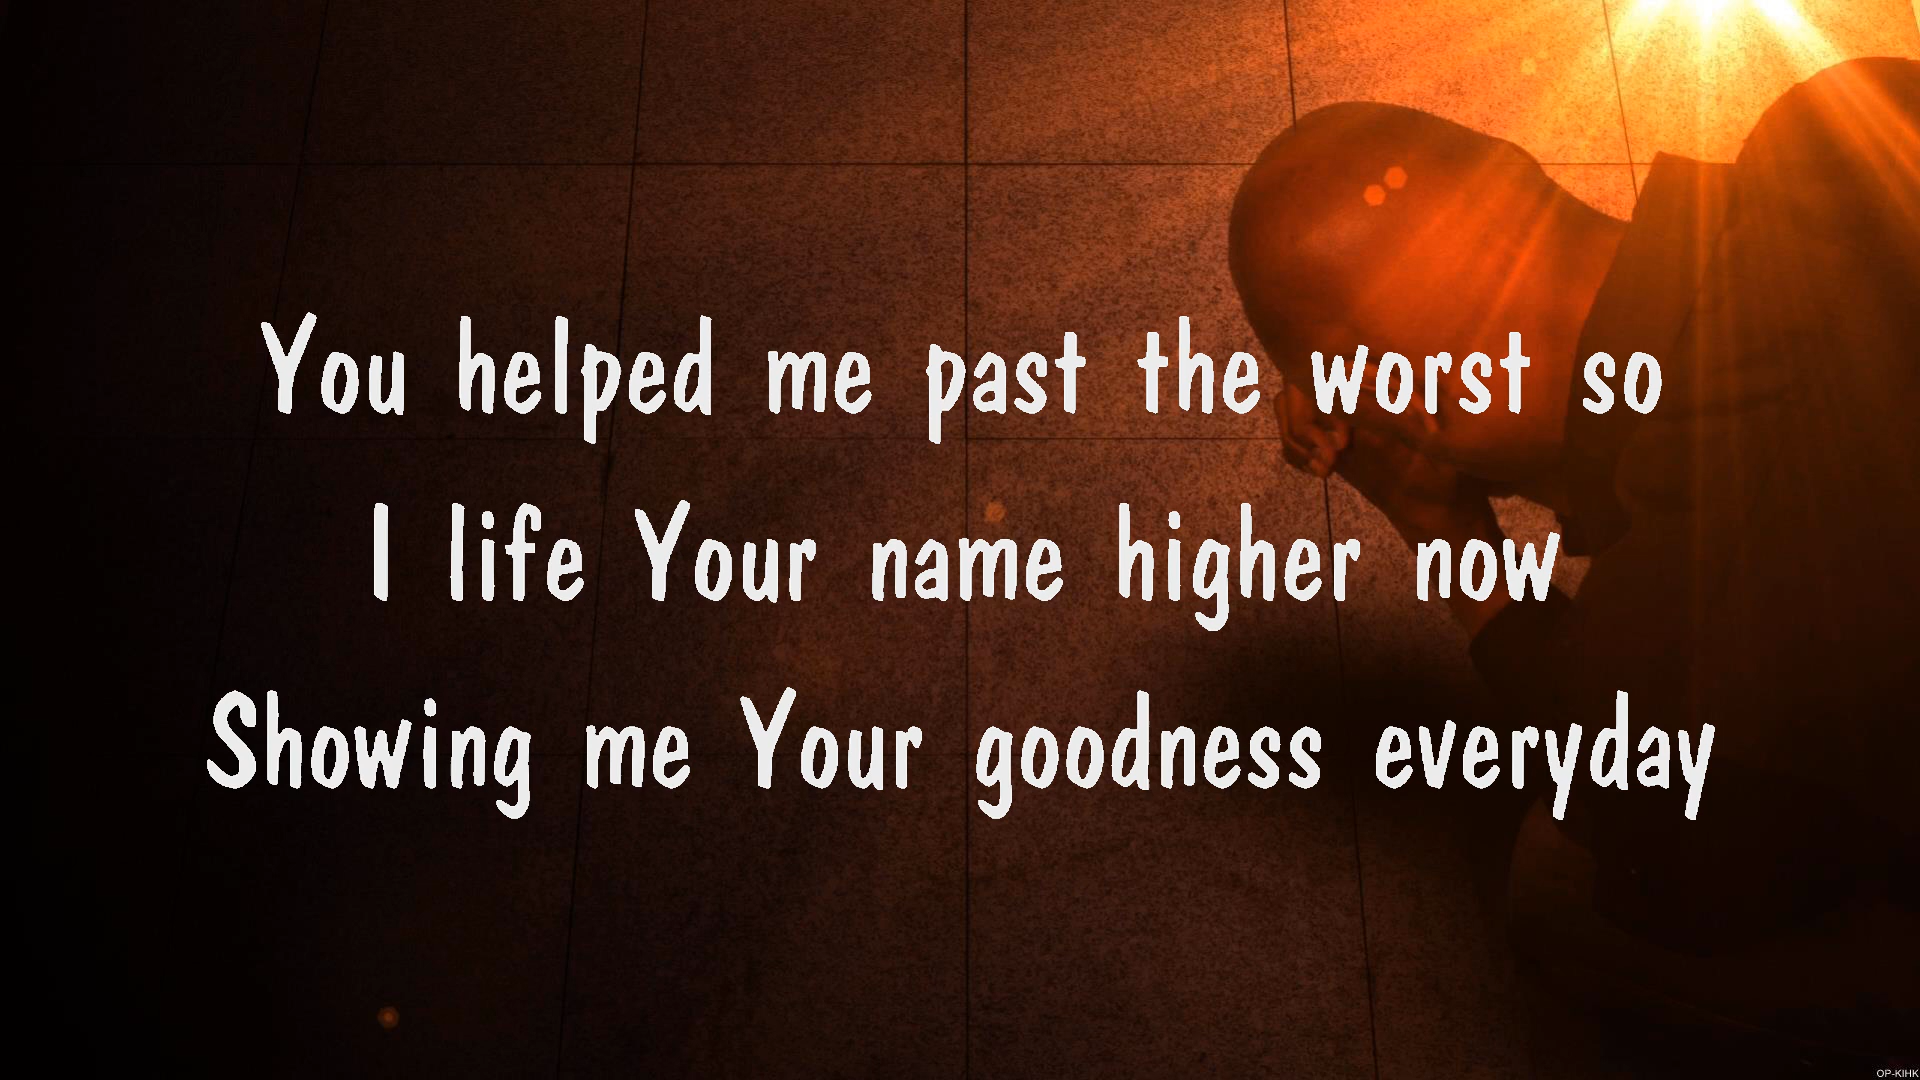 You helped me past the worst so
I life Your name higher now
Showing me Your goodness everyday
OP-KIHK